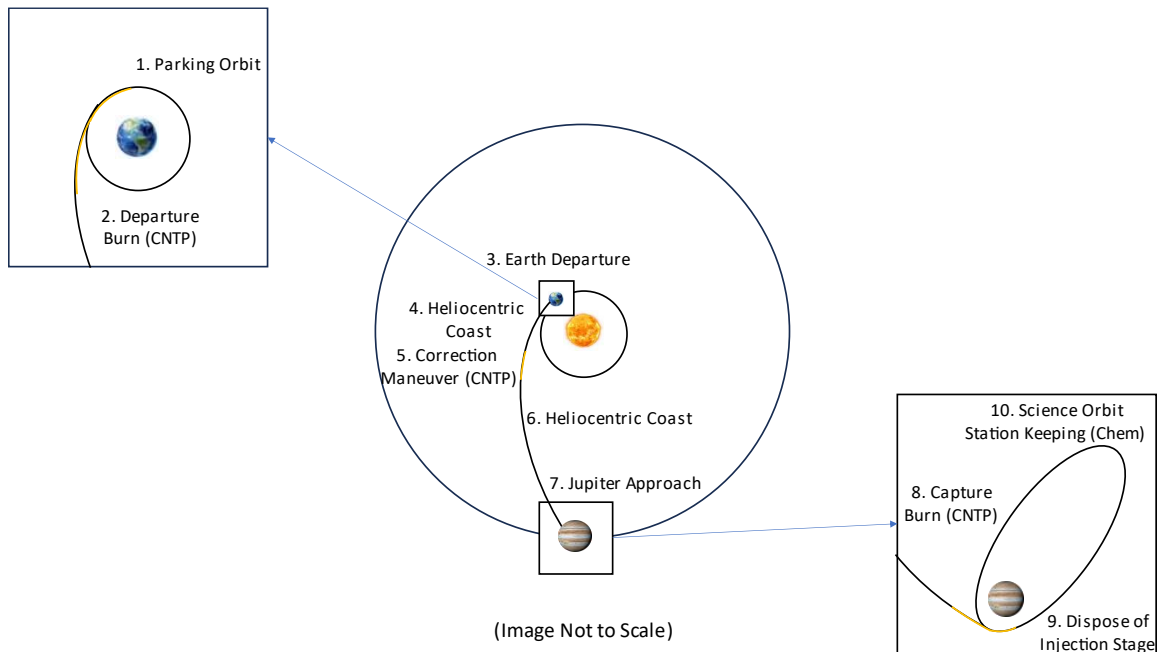 1. Parking Orbit
2. Departure
Burn (CNTP)
3. Earth Departure
4. Heliocentric
Coast
5. Correction
Maneuver (CNTP)
6. Heliocentric Coast
7. Jupiter Approach
8. Capture
Burn (CNTP)
9. Dispose of
Injection Stage
10. Science Orbit
Station Keeping (Chem)
(Image Not to Scale)